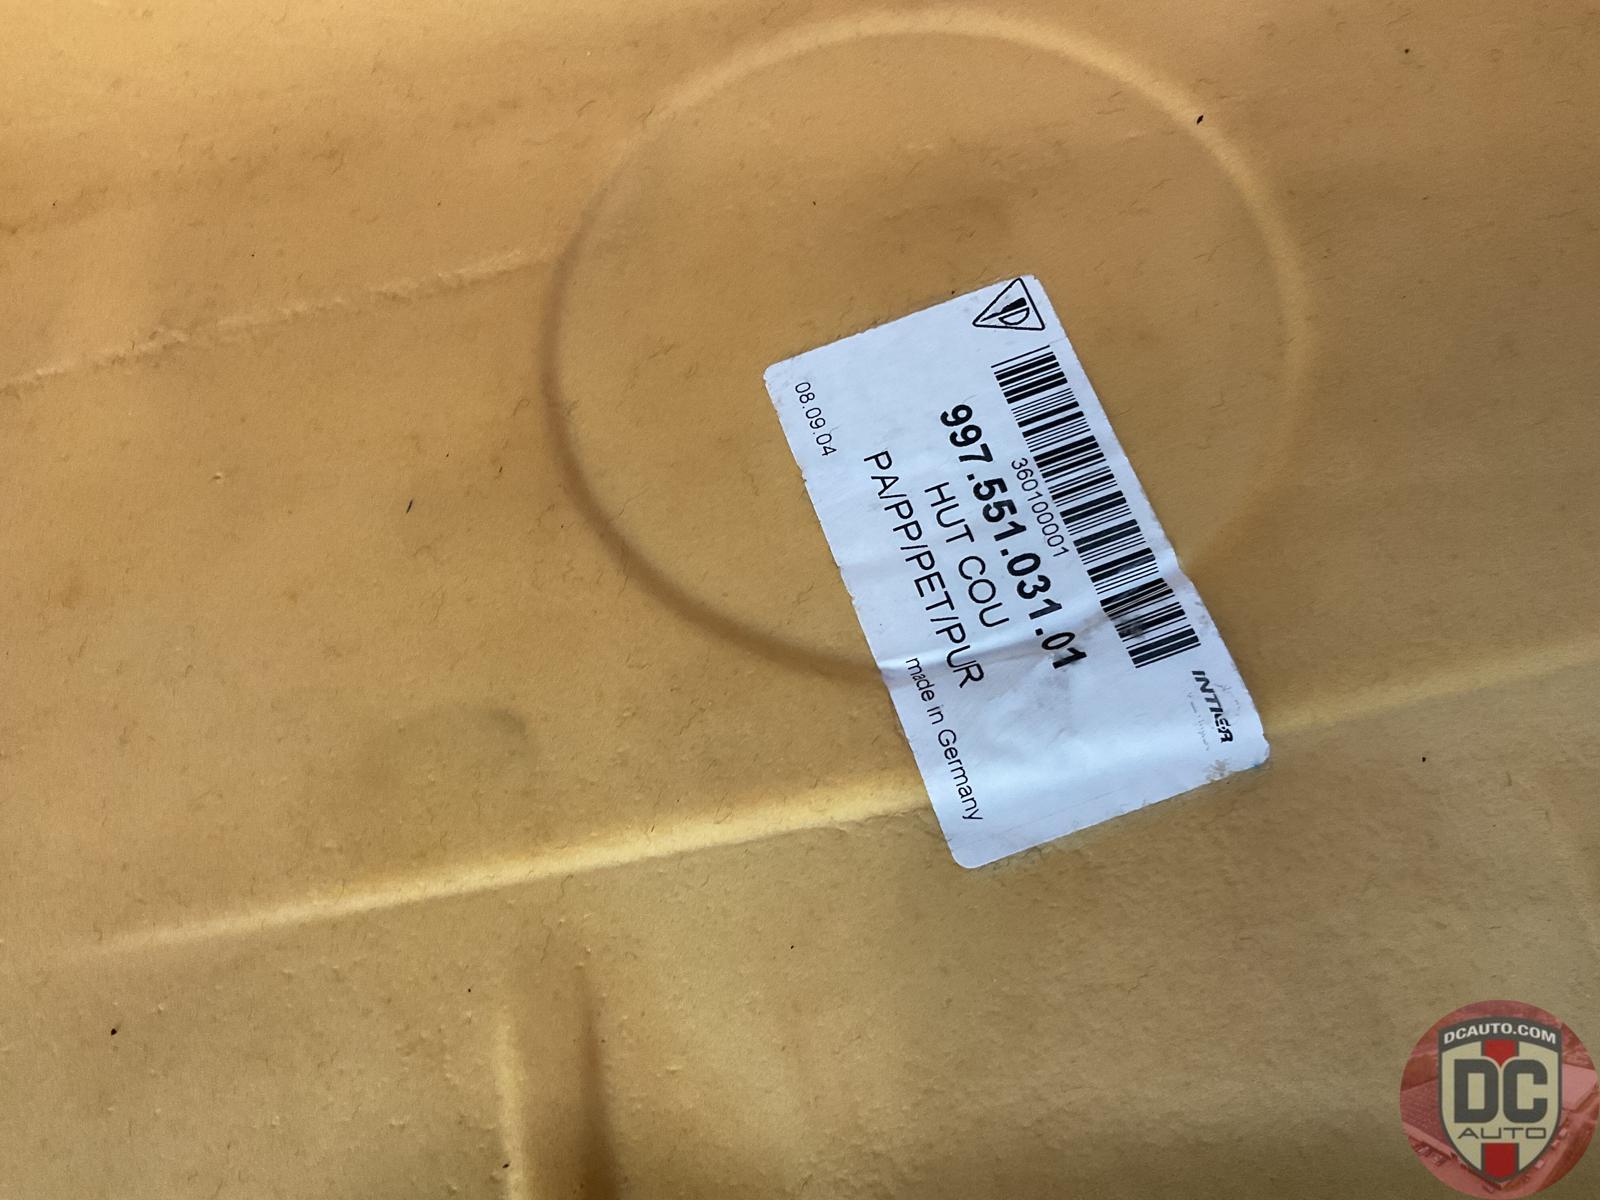 360100001
997.551.031.01
HUT COU
PA/PP/PET/PUR
08.09.04
made in Germany
INTIER
DCAUTO.COM
DC
AUTO